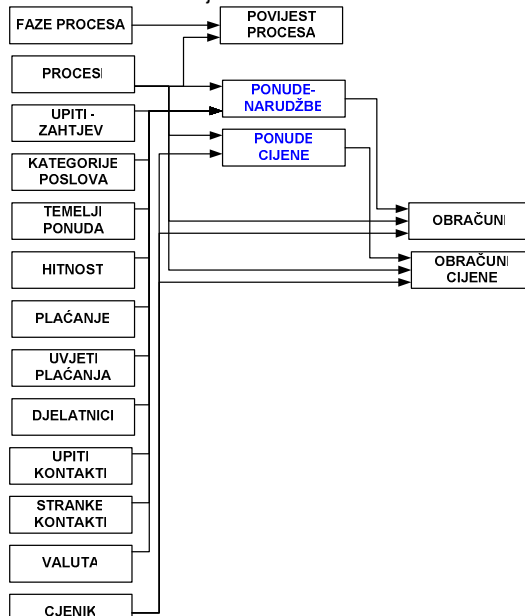 FAZE PROCESA
POVIJEST
PROCESA
PROCESI
PONUDE-
NARUDŽBE
UPITI -
ZAHTJEV
PONUDE
CIJENE
KATEGORIJE
POSLOVA
TEMELJI
PONUDA
OBRAČUNI
HITNOST
OBRAČUNI
CIJENE
PLAĆANJE
UVJETI
PLAĆANJA
DJELATNICI
UPITI
KONTAKTI
STRANKE
KONTAKTI
VALUTA
CJENIK